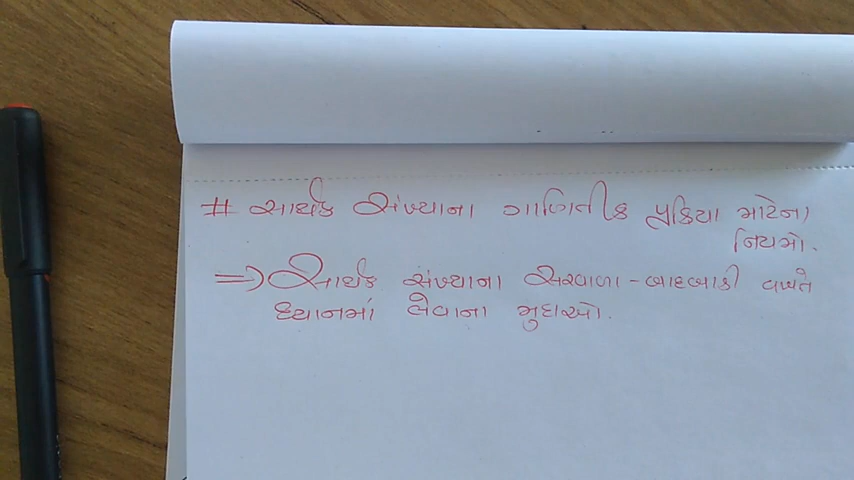 # સાર્થક સંખ્યાના ગાણિતીક પ્રક્રિયા માટેના
નિયમો.
⇒ સાર્થક સંખ્યાના સરવાળા - બાદબાકી વખતે
ધ્યાનમાં લેવાના મુદ્દાઓ.